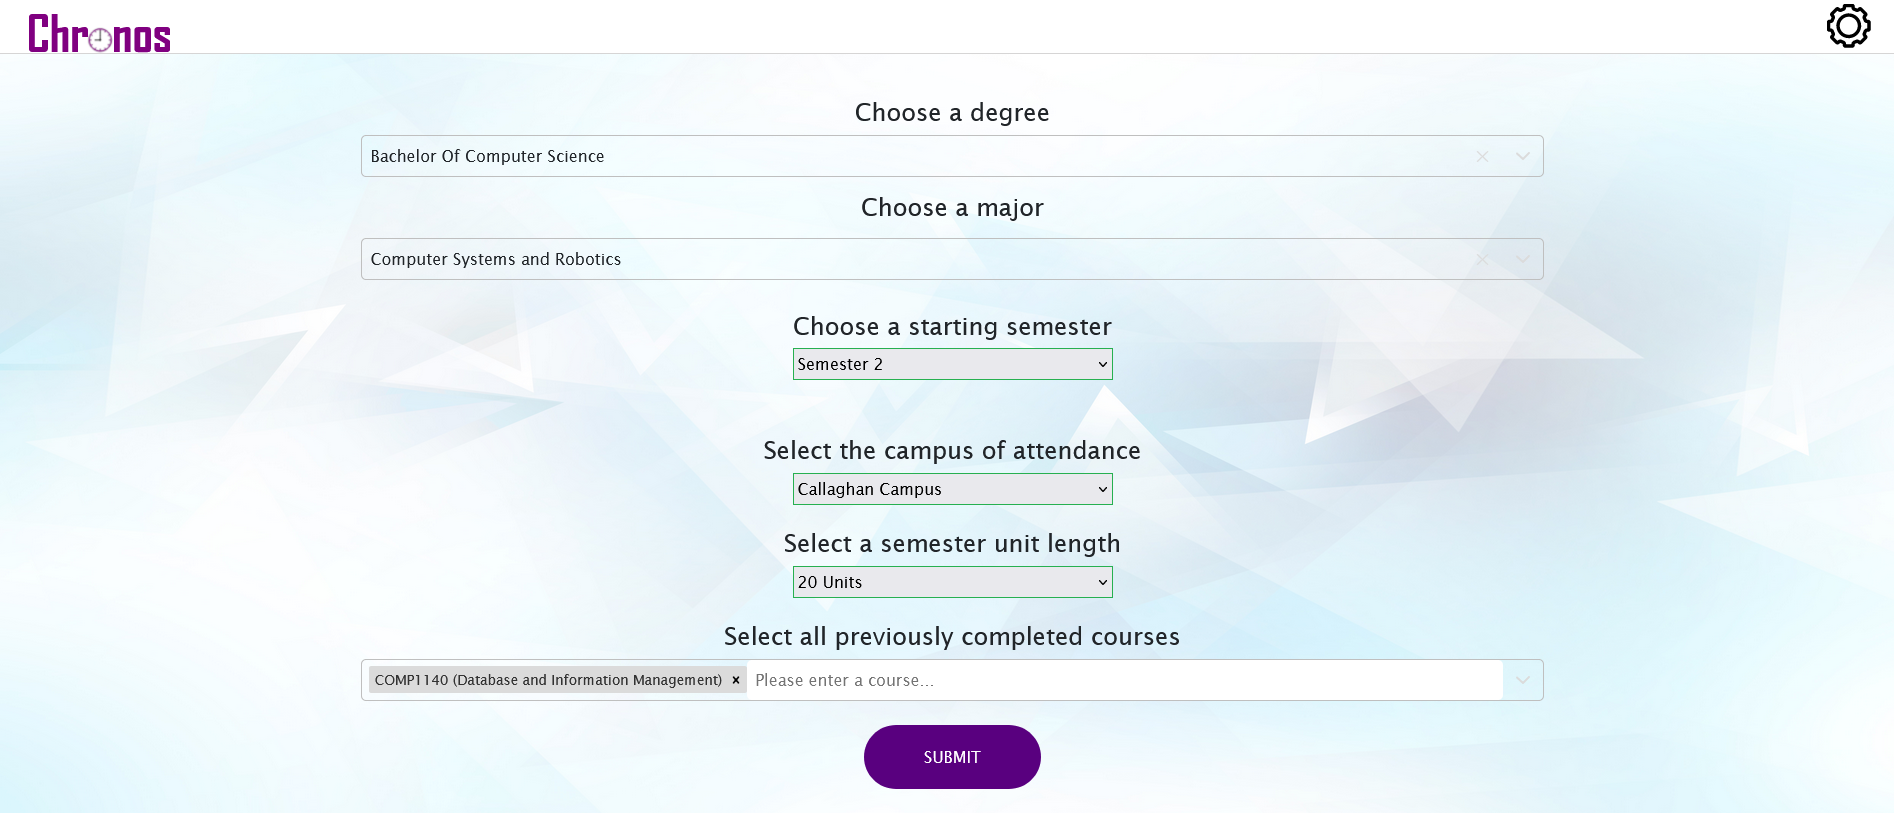 Chronos
Choose a degree
Bachelor Of Computer Science
Choose a major
Computer Systems and Robotics
Choose a starting semester
Semester 2
Select the campus of attendance
Callaghan Campus
Select a semester unit length
20 Units
Select all previously completed courses
COMP1140 (Database and Information Management) × Please enter a course...
SUBMIT